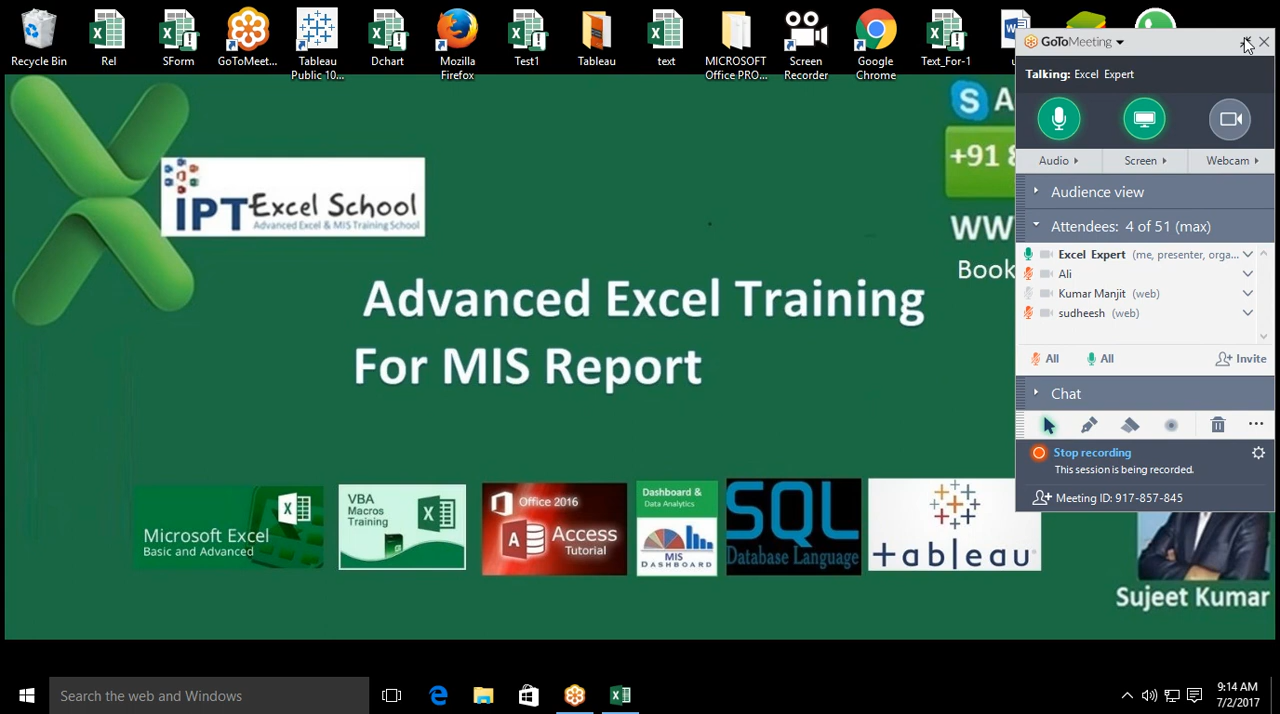 Recycle Bin
Rel
SForm
GoToMeet...
Tableau
Public 10...
Dchart
Mozilla
Firefox
Test1
Tableau
text
MICROSOFT
Office PRO...
Screen
Recorder
Google
Chrome
Text_For-1
GoToMeeting
Talking: Excel Expert
Audio
Screen
Webcam
Audience view
Attendees: 4 of 51 (max)
Excel Expert (me, presenter, orga...
Ali
Kumar Manjit (web)
sudheesh (web)
All
All
Invite
Chat
Stop recording
This session is being recorded.
Meeting ID: 917-857-845
IPT Excel School
Advanced Excel & MIS Training School
S A
+91 8
WW
Book
Advanced Excel Training
For MIS Report
Microsoft Excel
Basic and Advanced
VBA
Macros
Training
Office 2016
Access
Tutorial
Dashboard &
Data Analytics
MIS
DASHBOARD
SQL
Database Language
+tableau
Sujeet Kumar
Search the web and Windows
9:14 AM
7/2/2017